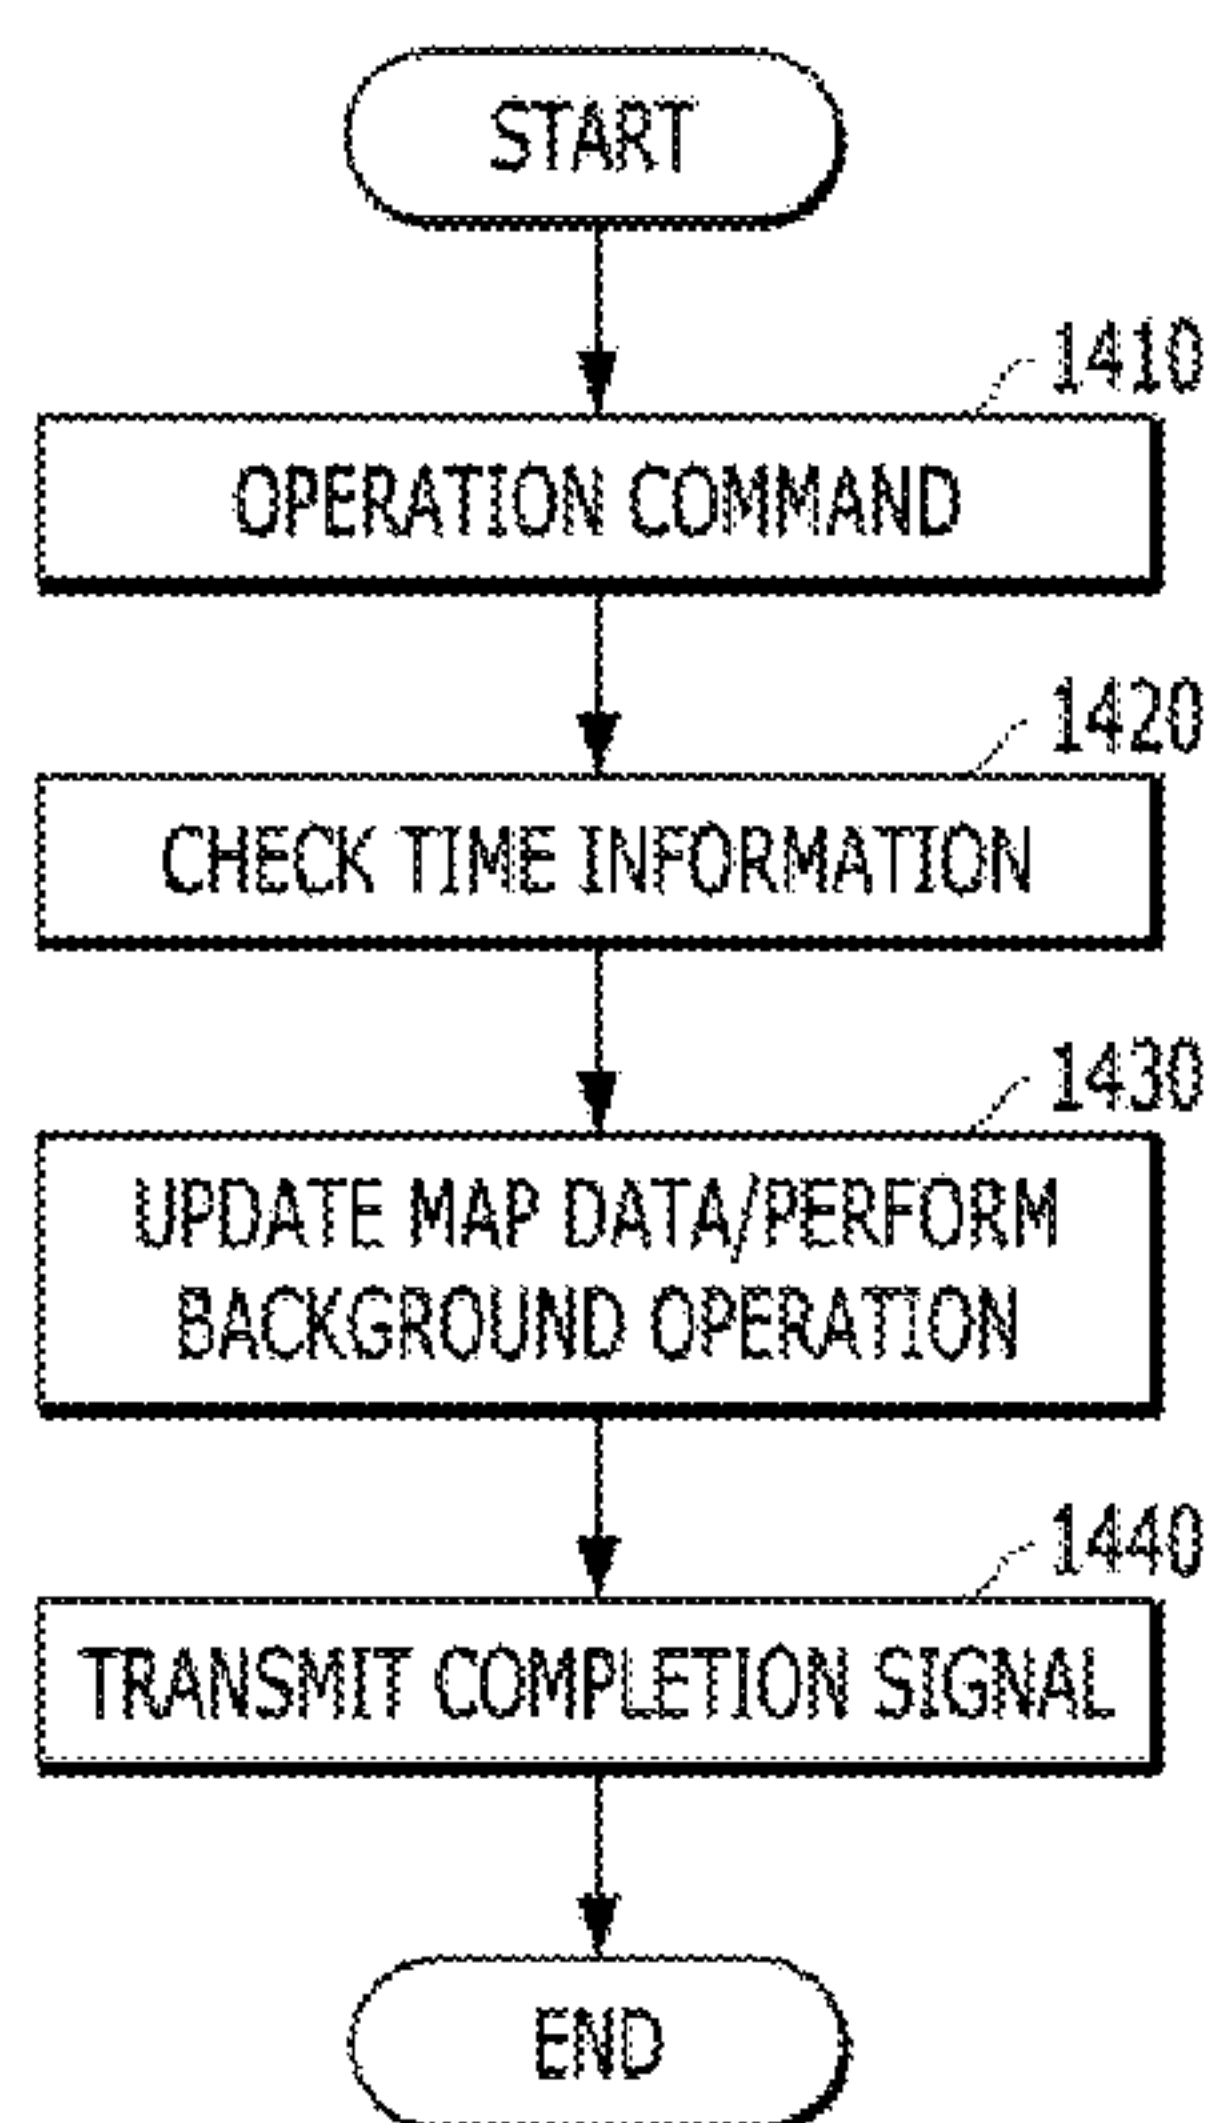 START
1410
OPERATION COMMAND
1420
CHECK TIME INFORMATION
1430
UPDATE MAP DATA/PERFORM
BACKGROUND OPERATION
1440
TRANSMIT COMPLETION SIGNAL
END